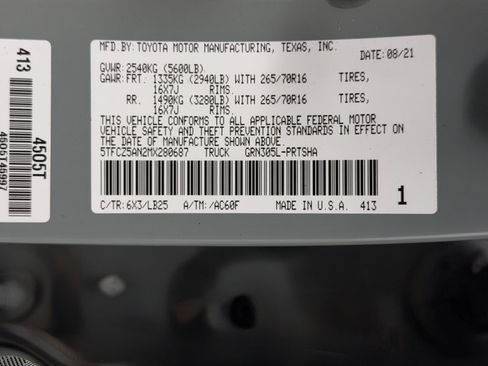 MFD.BY:TOYOTA MOTOR MANUFACTURING, TEXAS, INC.
DATE:08/21
GVWR:2540KG (5600LB)
GAWR:FRT. 1335KG (2940LB) WITH 265/70R16 TIRES,
16X7J RIMS.
RR. 1490KG (3280LB) WITH 265/70R16 TIRES,
16X7J RIMS.
THIS VEHICLE CONFORMS TO ALL APPLICABLE FEDERAL MOTOR
VEHICLE SAFETY AND THEFT PREVENTION STANDARDS IN EFFECT
ON THE DATE OF MANUFACTURE SHOWN ABOVE.
5TFCZ5AN2MX280687 TRUCK GRN305L-PRTSHA
C/TR:6X3/LB25 A/TM:/AC60F MADE IN U.S.A. 413
1
413
4505T